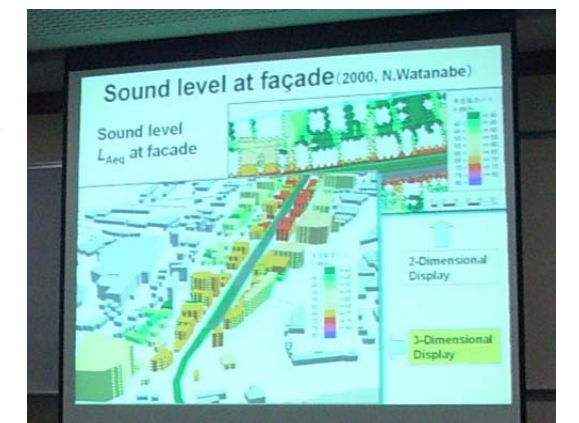 Sound level at façade (2000, N.Watanabe)
Sound level
LAeq at facade
2-Dimensional
Display
3-Dimensional
Display